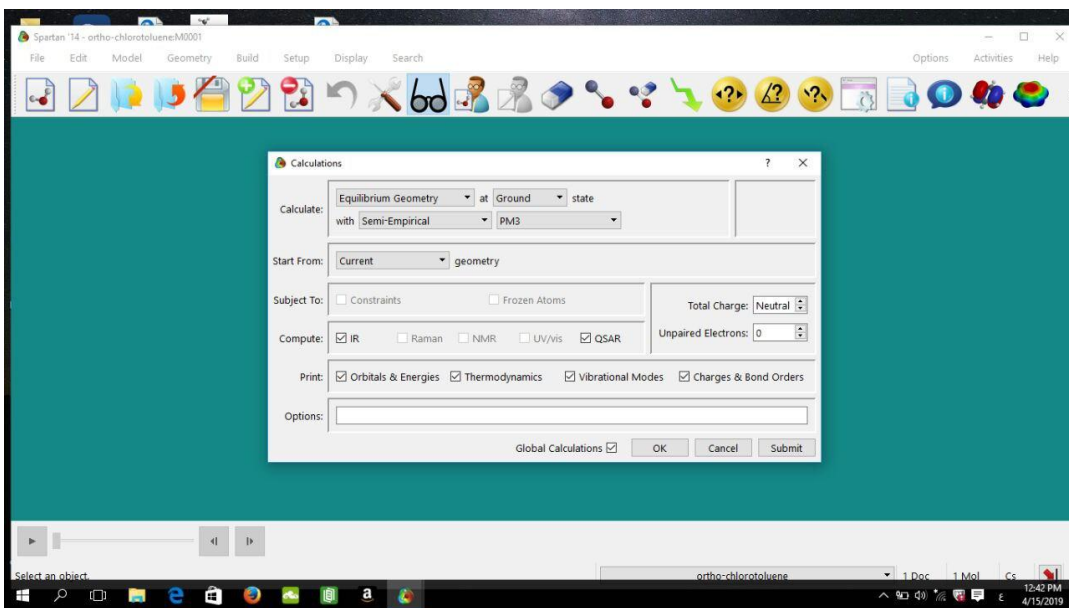 Spartan '14 - ortho-chlorotoluene:M0001
File Edit Model Geometry Build Setup Display Search Options Activities Help
Calculations
Calculate: Equilibrium Geometry at Ground state
with Semi-Empirical PM3
Start From: Current geometry
Subject To: Constraints Frozen Atoms
Total Charge: Neutral
Unpaired Electrons: 0
Compute: IR Raman NMR UV/vis QSAR
Print: Orbitals & Energies Thermodynamics Vibrational Modes Charges & Bond Orders
Options:
Global Calculations OK Cancel Submit
Select an object. ortho-chlorotoluene 1 Doc 1 Mol Cs
ع 12:42 PM
4/15/2019